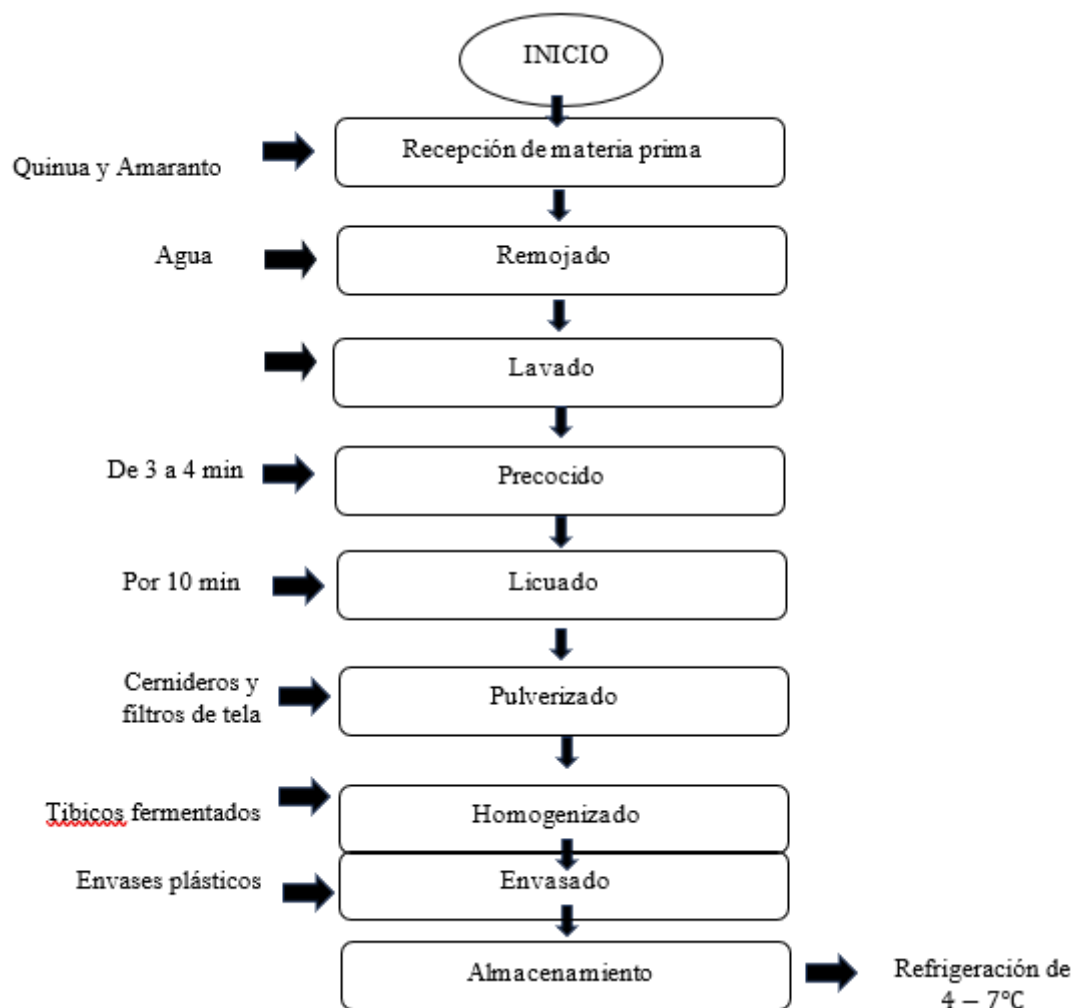 INICIO
Recepción de materia prima
Quinua y Amaranto
Agua
Remojado
Lavado
De 3 a 4 min
Precocido
Por 10 min
Licuado
Cernideros y
filtros de tela
Pulverizado
Tibicos fermentados
Homogenizado
Envases plásticos
Envasado
Almacenamiento
Refrigeración de
4 – 7°C